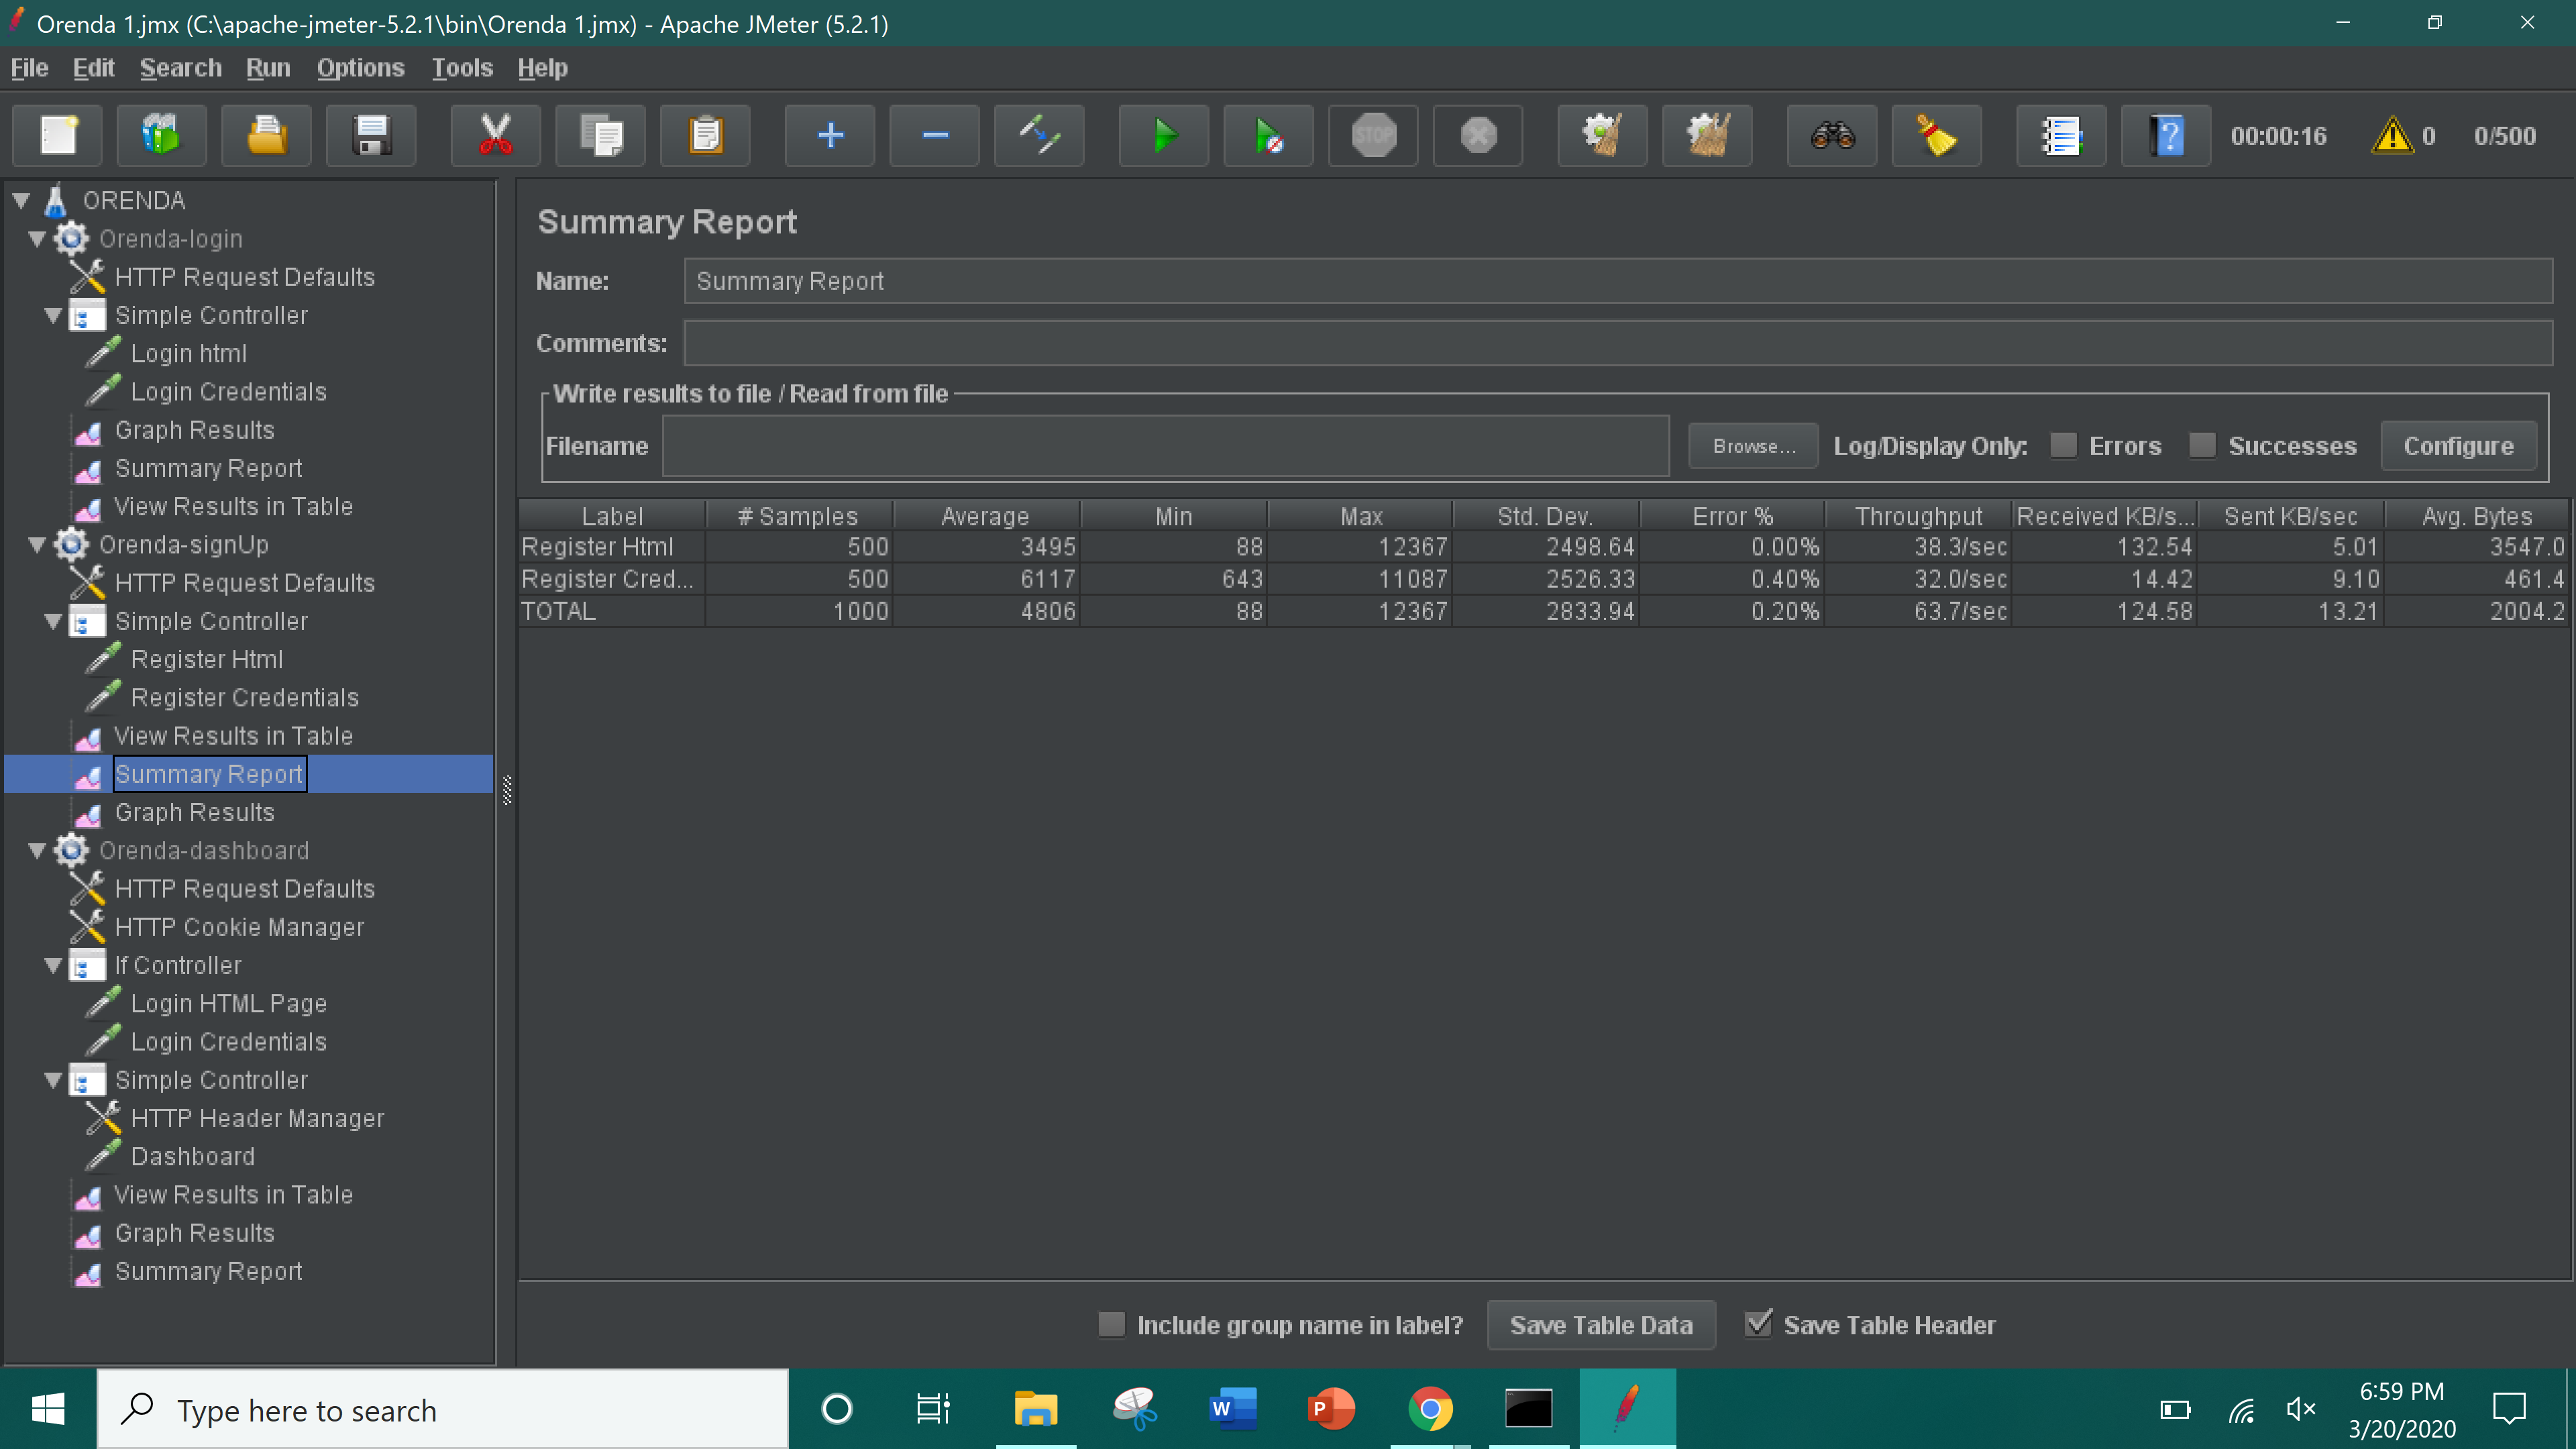 Orenda 1.jmx (C:\apache-jmeter-5.2.1\bin\Orenda 1.jmx) - Apache JMeter (5.2.1)
File Edit Search Run Options Tools Help
STOP 00:00:16 0 0/500
ORENDA
Orenda-login
HTTP Request Defaults
Simple Controller
Login html
Login Credentials
Graph Results
Summary Report
View Results in Table
Orenda-signUp
HTTP Request Defaults
Simple Controller
Register Html
Register Credentials
View Results in Table
Summary Report
Graph Results
Orenda-dashboard
HTTP Request Defaults
HTTP Cookie Manager
If Controller
Login HTML Page
Login Credentials
Simple Controller
HTTP Header Manager
Dashboard
View Results in Table
Graph Results
Summary Report
Summary Report
Name: Summary Report
Comments:
Write results to file / Read from file
Filename Browse... Log/Display Only: Errors Successes Configure
Label # Samples Average Min Max Std. Dev. Error % Throughput Received KB/s... Sent KB/sec Avg. Bytes
Register Html 500 3495 88 12367 2498.64 0.00% 38.3/sec 132.54 5.01 3547.0
Register Cred... 500 6117 643 11087 2526.33 0.40% 32.0/sec 14.42 9.10 461.4
TOTAL 1000 4806 88 12367 2833.94 0.20% 63.7/sec 124.58 13.21 2004.2
Include group name in label? Save Table Data Save Table Header
Type here to search
6:59 PM
3/20/2020